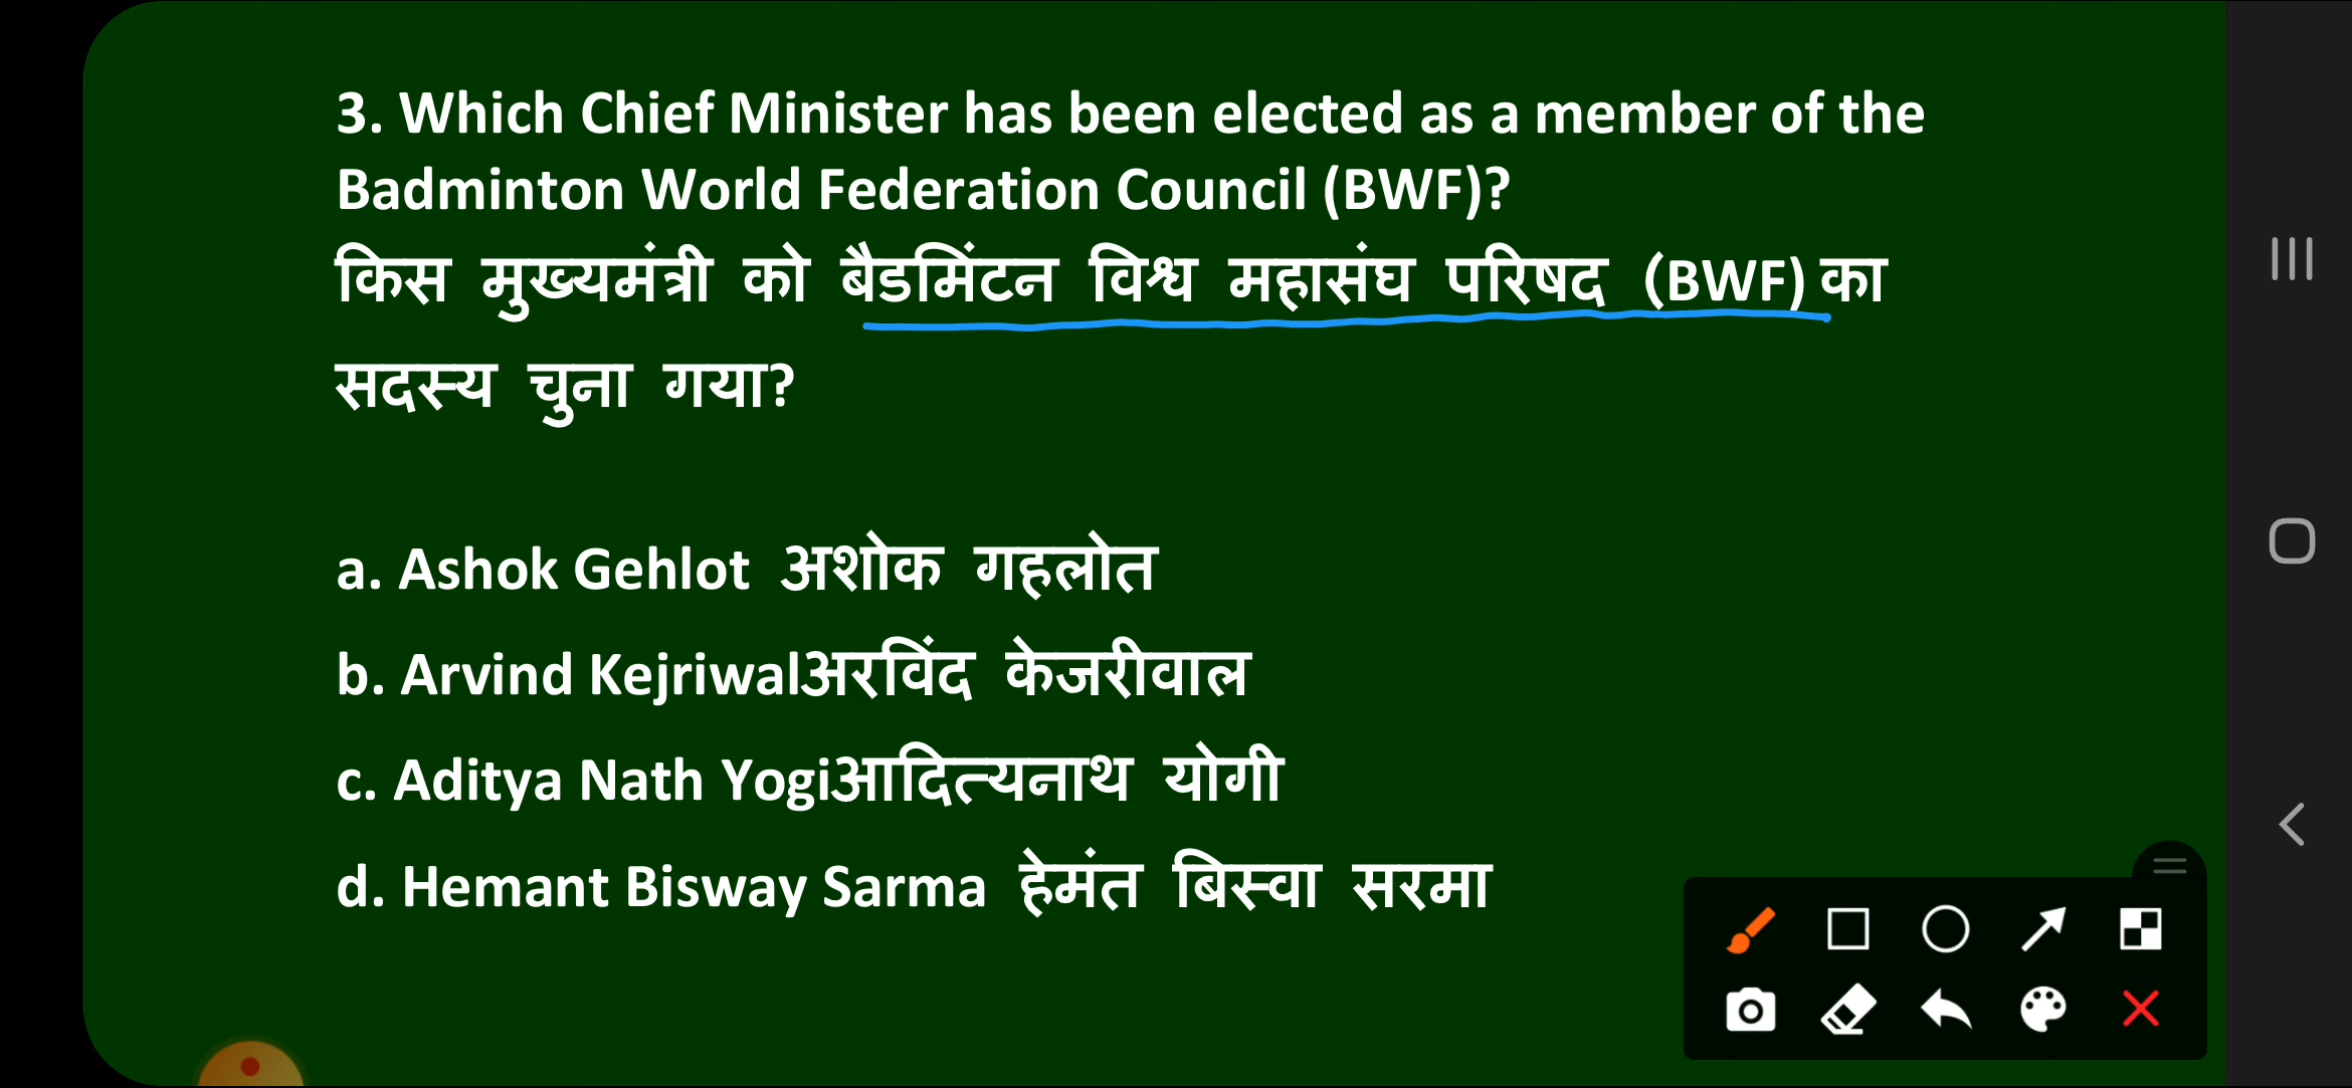 3. Which Chief Minister has been elected as a member of the
Badminton World Federation Council (BWF)?
किस मुख्यमंत्री को बैडमिंटन विश्व महासंघ परिषद (BWF) का
सदस्य चुना गया?
a. Ashok Gehlot अशोक गहलोत
b. Arvind Kejriwalअरविंद केजरीवाल
c. Aditya Nath Yogiआदित्यनाथ योगी
d. Hemant Bisway Sarma हेमंत बिस्वा सरमा